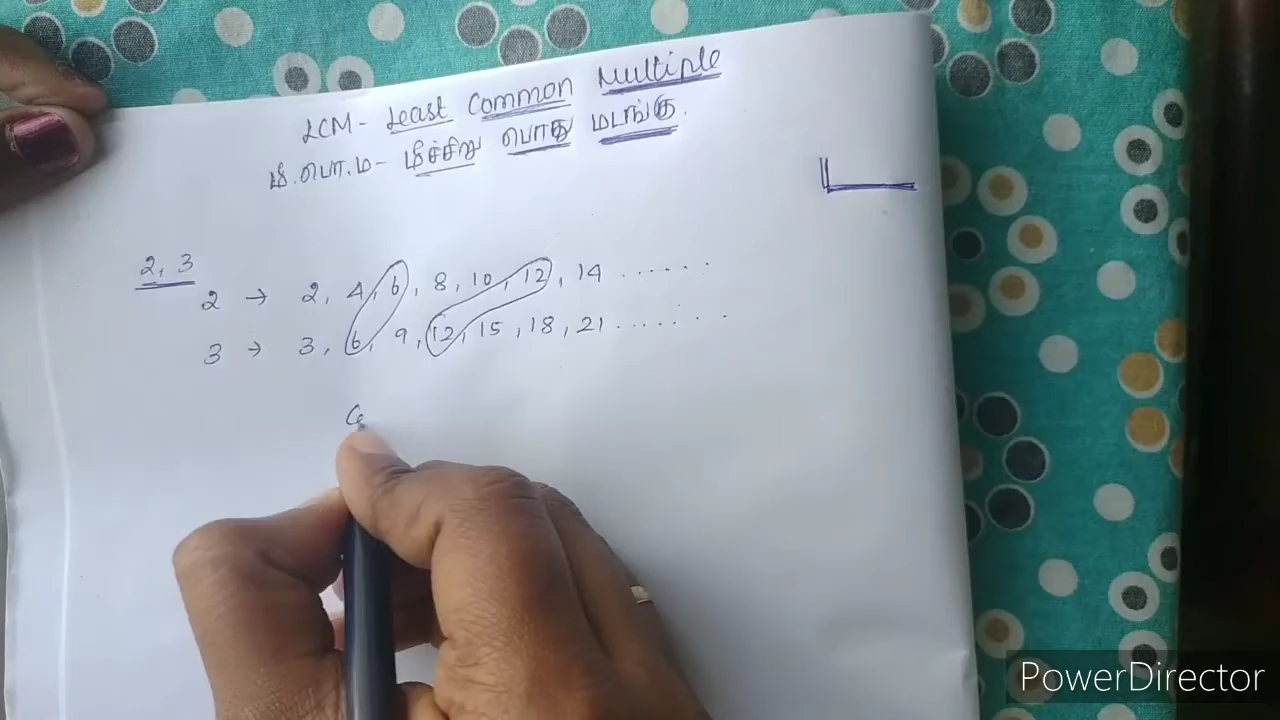 LCM - Least Common Multiple
மீ.பொ.ம - மீச்சிறு பொது மடங்கு.
2, 3
2 → 2, 4, 6, 8, 10, 12, 14 ......
3 → 3, 6, 9, 12, 15, 18, 21 .......
PowerDirector